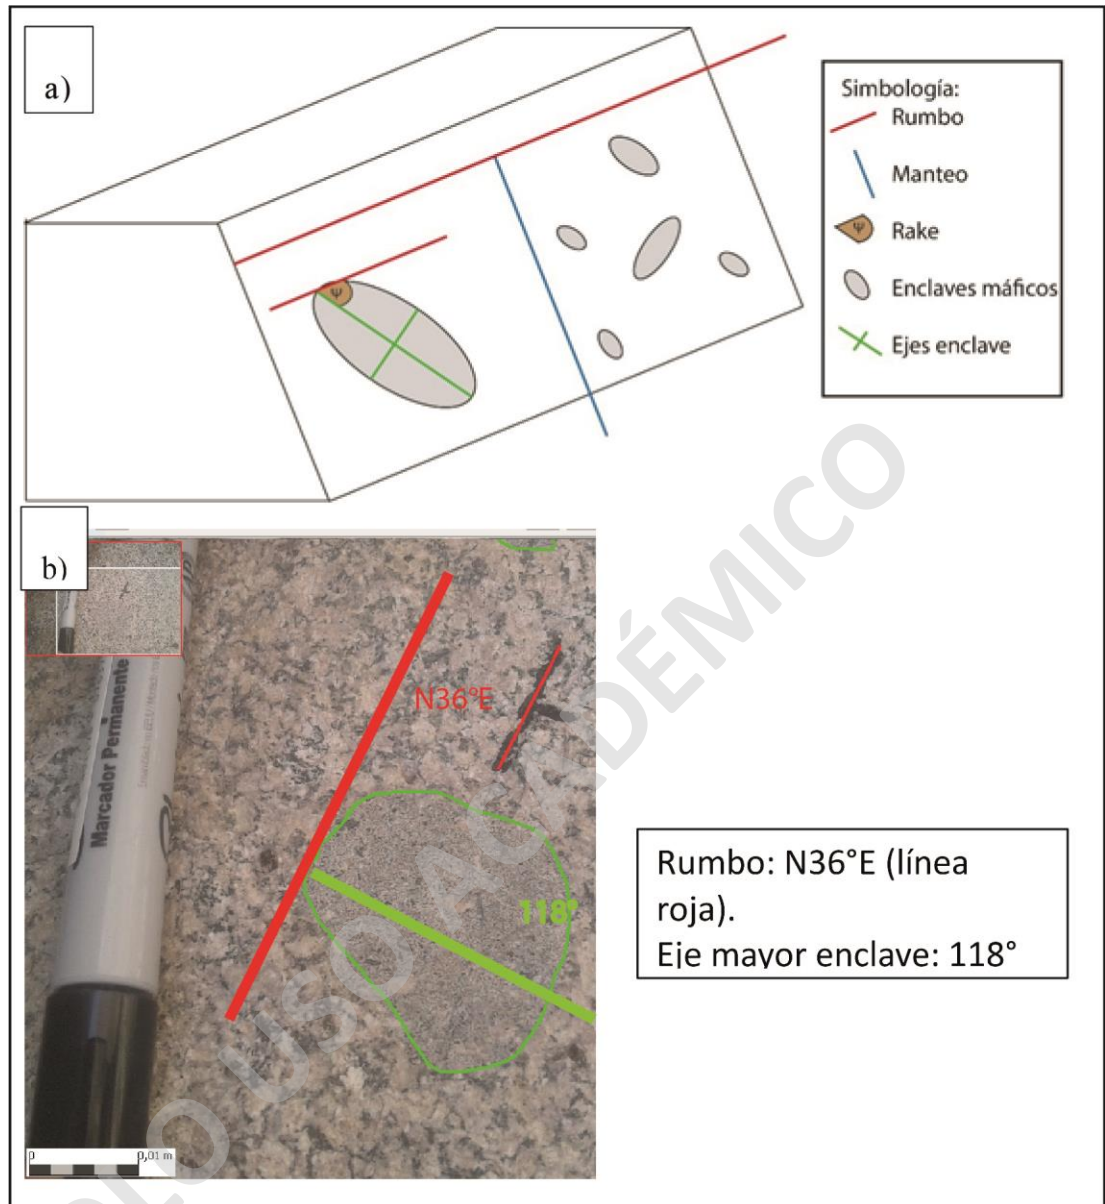 a)
Simbología:
Rumbo
Manteo
ψ
Rake
Enclaves máficos
Ejes enclave
ψ
b)
Marcador Permanente
N36°E
118°
0
0,01 m
Rumbo: N36°E (línea
roja).
Eje mayor enclave: 118°
SOLO USO ACADÉMICO